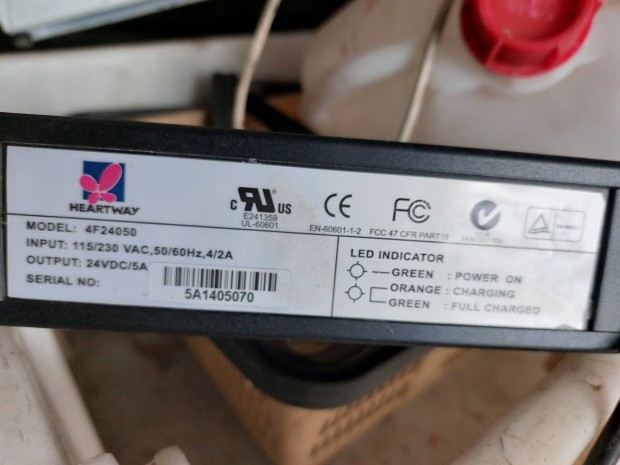 HEARTWAY
C UL US
E241359
UL-60601
CE
EN-60601-1-2
FC
FCC 47 CFR PART18
MODEL: 4F24050
INPUT: 115/230 VAC,50/60Hz,4/2A
OUTPUT: 24VDC/5A
SERIAL NO:
5A1405070
LED INDICATOR
GREEN : POWER ON
ORANGE : CHARGING
GREEN : FULL CHARGED